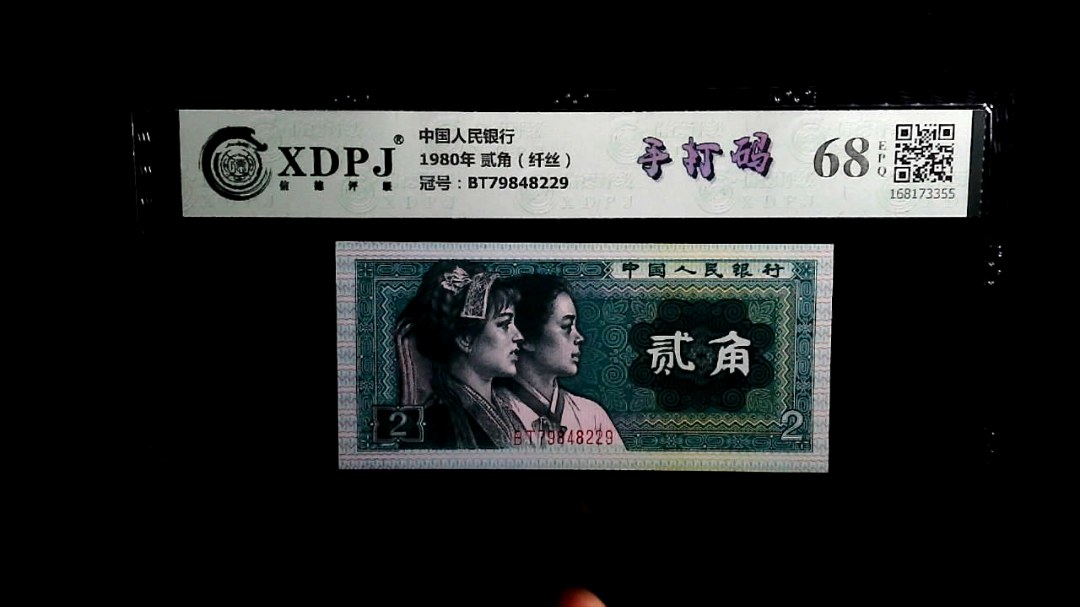 XDPJ®
信德评级
中国人民银行
1980年 贰角（纤丝）
冠号：BT79848229
手打码
68
EPQ
168173355
中国人民银行
贰角
2
2
BT79848229